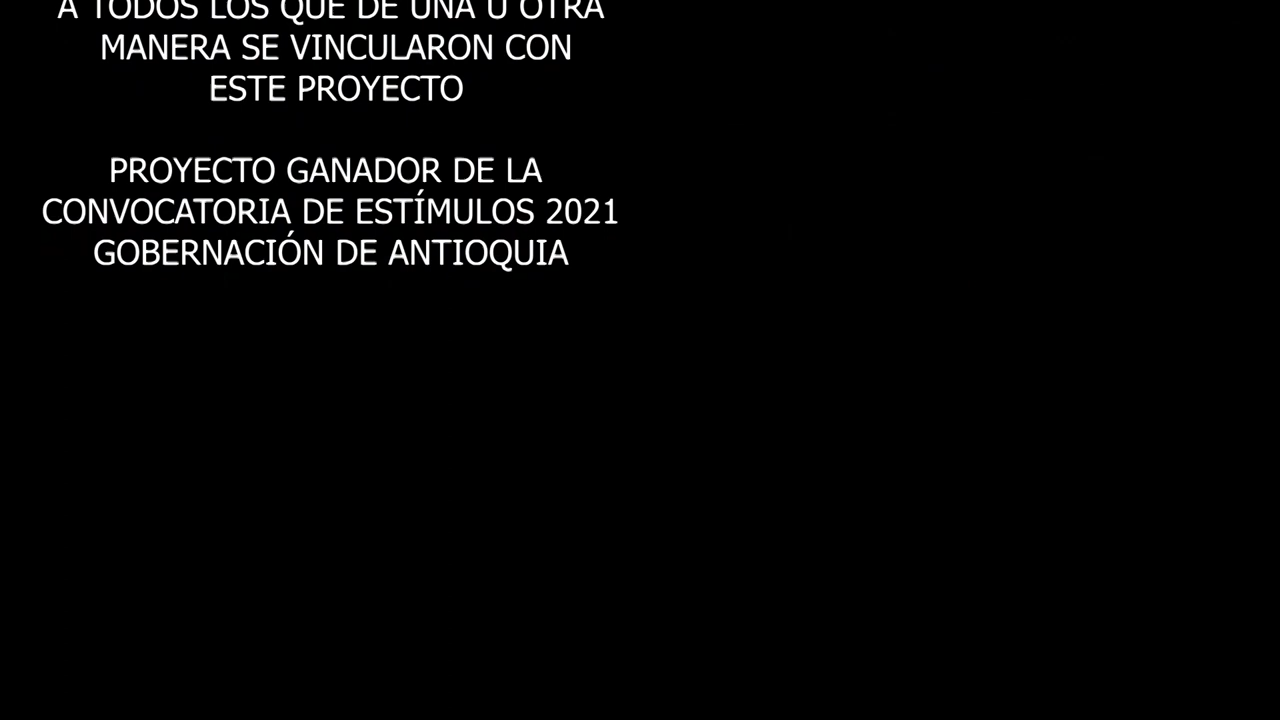 A TODOS LOS QUE DE UNA U OTRA
MANERA SE VINCULARON CON
ESTE PROYECTO
PROYECTO GANADOR DE LA
CONVOCATORIA DE ESTÍMULOS 2021
GOBERNACIÓN DE ANTIOQUIA